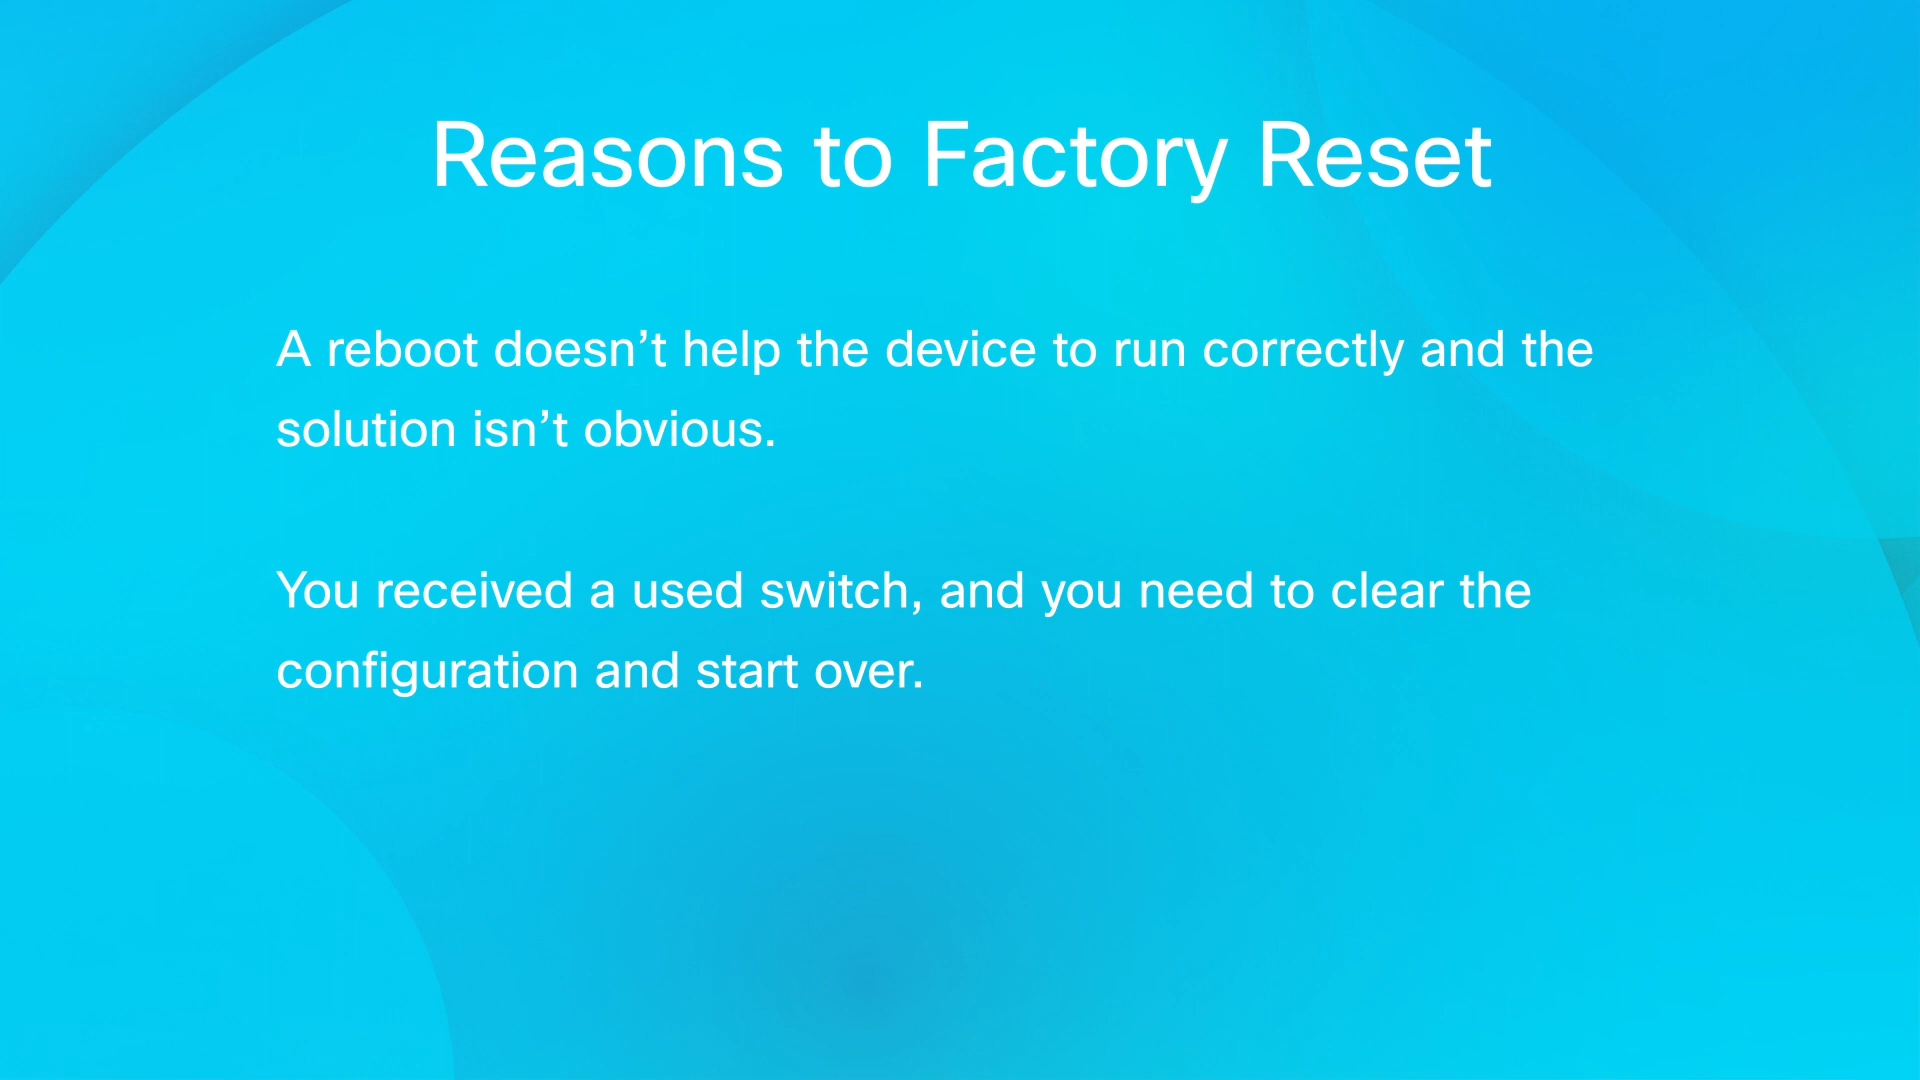 Reasons to Factory Reset
A reboot doesn’t help the device to run correctly and the
solution isn’t obvious.
You received a used switch, and you need to clear the
configuration and start over.